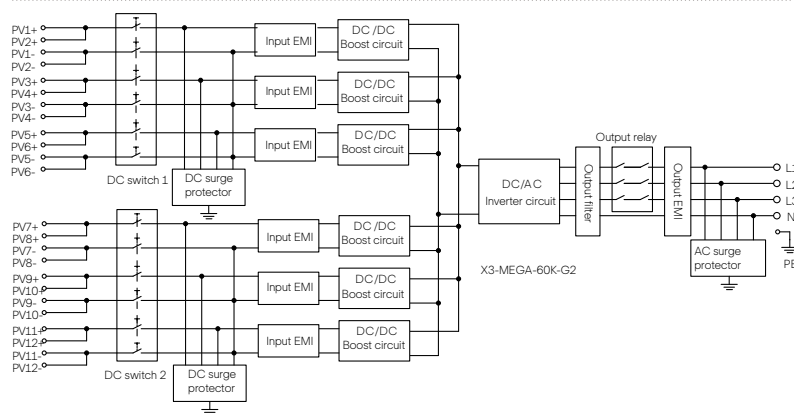 PV1+
PV2+
PV1-
PV2-
PV3+
PV4+
PV3-
PV4-
PV5+
PV6+
PV5-
PV6-
DC switch 1
DC surge
protector
Input EMI
DC/DC
Boost circuit
Input EMI
DC/DC
Boost circuit
Input EMI
DC/DC
Boost circuit
PV7+
PV8+
PV7-
PV8-
PV9+
PV10+
PV9-
PV10-
PV11+
PV12+
PV11-
PV12-
DC switch 2
DC surge
protector
Input EMI
DC/DC
Boost circuit
Input EMI
DC/DC
Boost circuit
Input EMI
DC/DC
Boost circuit
DC/AC
Inverter circuit
X3-MEGA-60K-G2
Output filter
Output relay
Output EMI
AC surge
protector
L1
L2
L3
N
PE